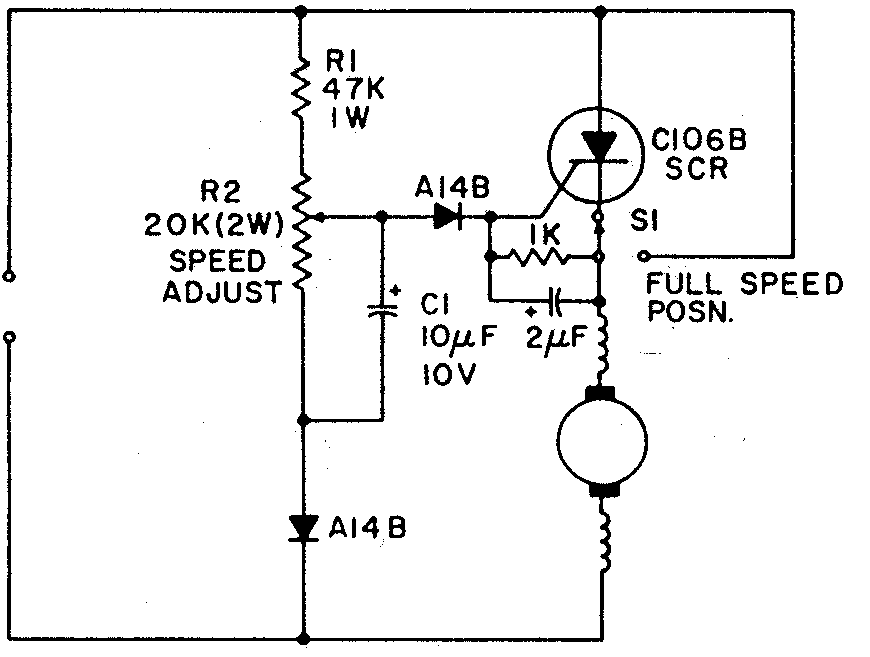 R1
47K
1W
R2
20K(2W)
SPEED
ADJUST
A14B
C106B
SCR
S1
1K
FULL SPEED
POSN.
C1
10μF
10V
+
+
2μF
A14B